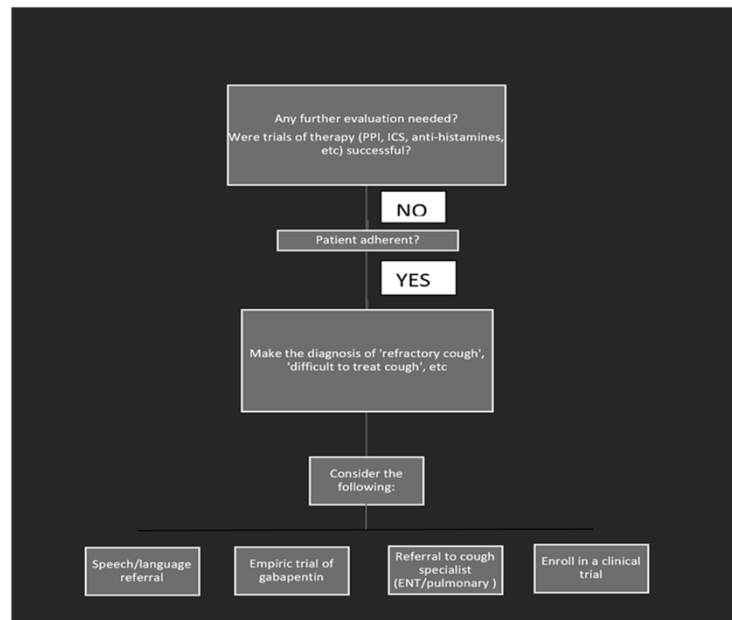 Any further evaluation needed?
Were trials of therapy (PPI, ICS, anti-histamines,
etc) successful?
NO
Patient adherent?
YES
Make the diagnosis of 'refractory cough',
'difficult to treat cough', etc
Consider the
following:
Speech/language
referral
Empiric trial of
gabapentin
Referral to cough
specialist
(ENT/pulmonary )
Enroll in a clinical
trial